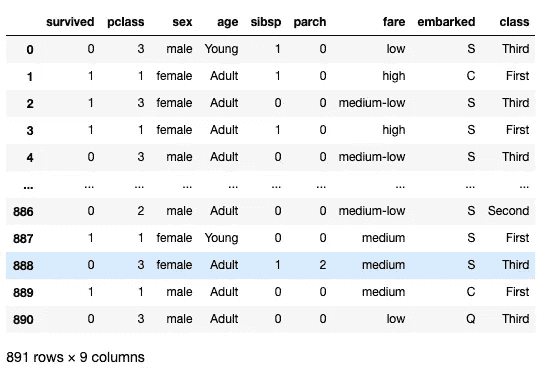 survived pclass sex age sibsp parch fare embarked class
0 0 3 male Young 1 0 low S Third
1 1 1 female Adult 1 0 high C First
2 1 3 female Adult 0 0 medium-low S Third
3 1 1 female Adult 1 0 high S First
4 0 3 male Adult 0 0 medium-low S Third
... ... ... ... ... ... ... ... ... ...
886 0 2 male Adult 0 0 medium-low S Second
887 1 1 female Young 0 0 medium S First
888 0 3 female Adult 1 2 medium S Third
889 1 1 male Adult 0 0 medium C First
890 0 3 male Adult 0 0 low Q Third
891 rows × 9 columns